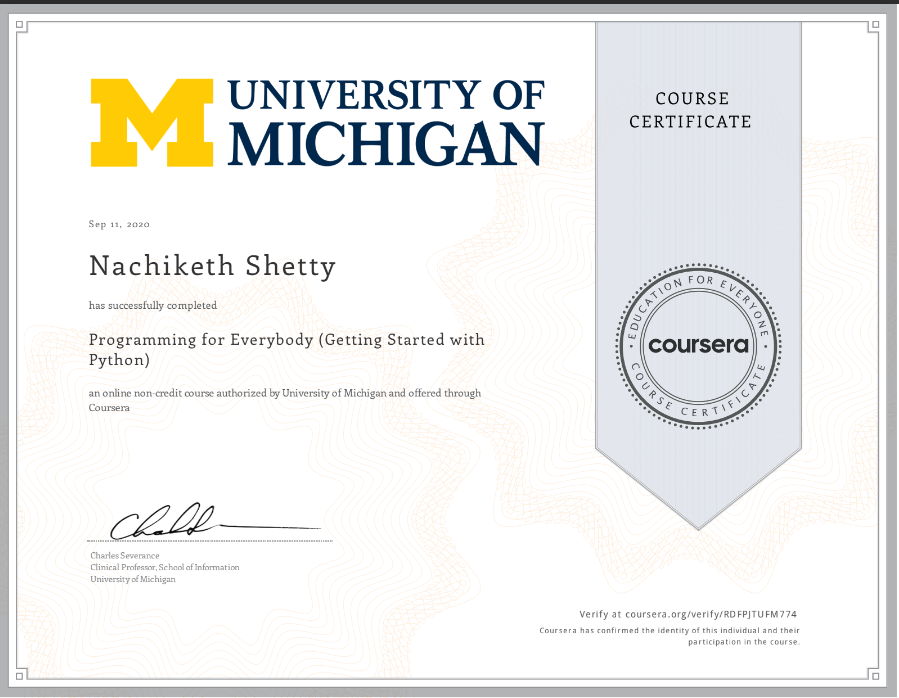 UNIVERSITY OF
MICHIGAN
COURSE
CERTIFICATE
Sep 11, 2020
Nachiketh Shetty
has successfully completed
Programming for Everybody (Getting Started with
Python)
an online non-credit course authorized by University of Michigan and offered through
Coursera
EDUCATION FOR EVERYONE
coursera
COURSE CERTIFICATE
Charles Severance
Clinical Professor, School of Information
University of Michigan
Verify at coursera.org/verify/RDFPJTUFM774
Coursera has confirmed the identity of this individual and their
participation in the course.